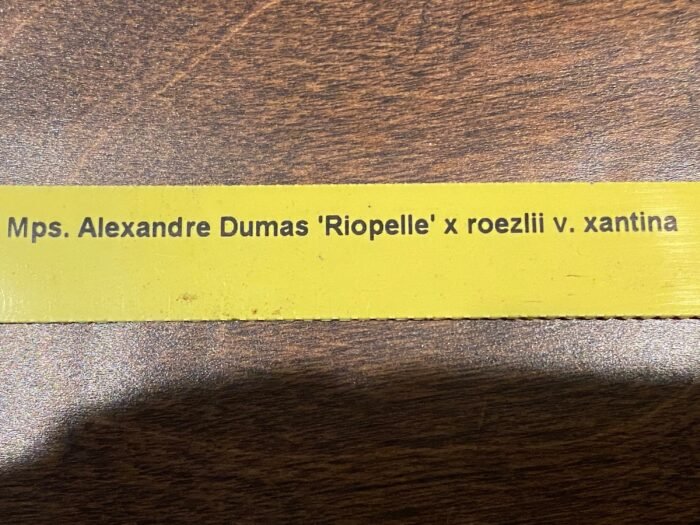 Mps. Alexandre Dumas 'Riopelle' x roezlii v. xantina